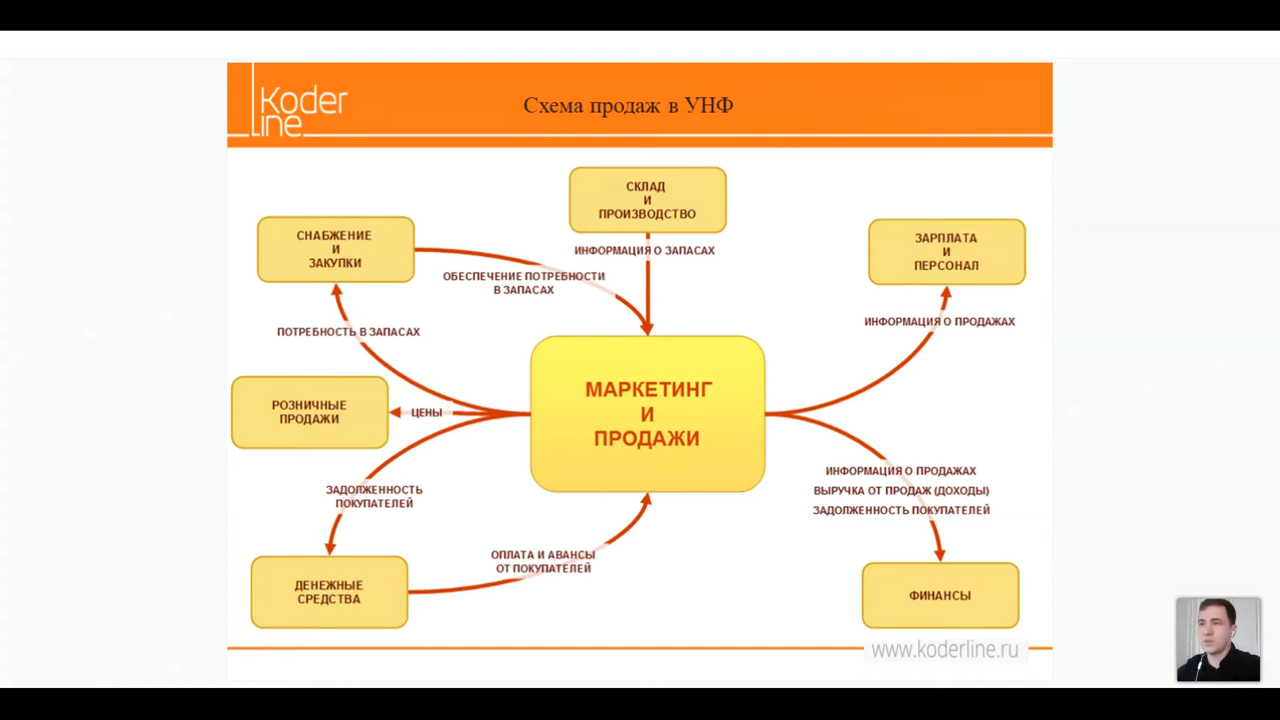 Koder
line
Схема продаж в УНФ
СКЛАД
И
ПРОИЗВОДСТВО
СНАБЖЕНИЕ
И
ЗАКУПКИ
ЗАРПЛАТА
И
ПЕРСОНАЛ
ИНФОРМАЦИЯ О ЗАПАСАХ
ОБЕСПЕЧЕНИЕ ПОТРЕБНОСТИ
В ЗАПАСАХ
ПОТРЕБНОСТЬ В ЗАПАСАХ
ИНФОРМАЦИЯ О ПРОДАЖАХ
МАРКЕТИНГ
И
ПРОДАЖИ
РОЗНИЧНЫЕ
ПРОДАЖИ
ЦЕНЫ
ЗАДОЛЖЕННОСТЬ
ПОКУПАТЕЛЕЙ
ИНФОРМАЦИЯ О ПРОДАЖАХ
ВЫРУЧКА ОТ ПРОДАЖ (ДОХОДЫ)
ЗАДОЛЖЕННОСТЬ ПОКУПАТЕЛЕЙ
ОПЛАТА И АВАНСЫ
ОТ ПОКУПАТЕЛЕЙ
ДЕНЕЖНЫЕ
СРЕДСТВА
ФИНАНСЫ
www.koderline.ru